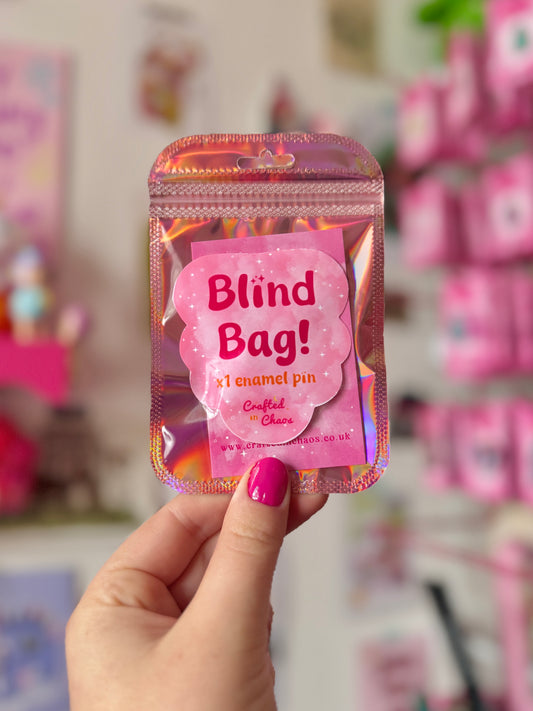 Blind
Bag!
x1 enamel pin
Crafted
in
Chaos
www.craftedinchaos.co.uk